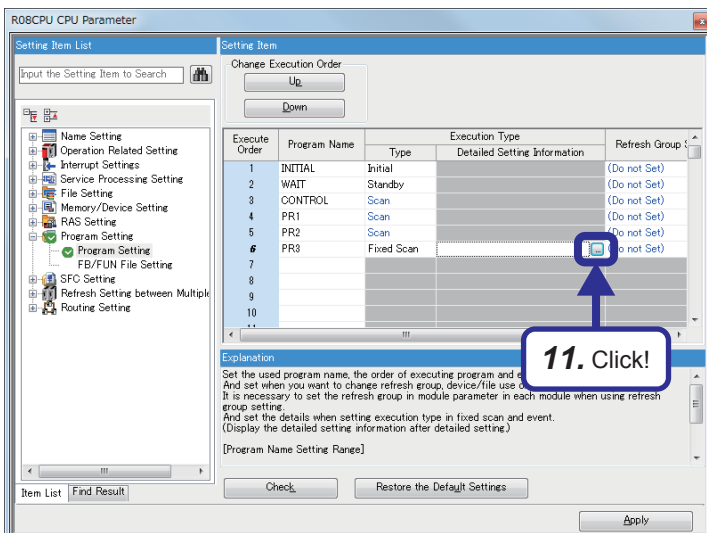 R08CPU CPU Parameter
Setting Item List
Input the Setting Item to Search
Name Setting
Operation Related Setting
Interrupt Settings
Service Processing Setting
File Setting
Memory/Device Setting
RAS Setting
Program Setting
Program Setting
FB/FUN File Setting
SFC Setting
Refresh Setting between Multiple
Routing Setting
Item List Find Result
Setting Item
Change Execution Order
Up
Down
Execute Order Program Name Execution Type Refresh Group S
Type Detailed Setting Information
1 INITIAL Initial (Do not Set)
2 WAIT Standby (Do not Set)
3 CONTROL Scan (Do not Set)
4 PR1 Scan (Do not Set)
5 PR2 Scan (Do not Set)
6 PR3 Fixed Scan ... o not Set)
7
8
9
10
11. Click!
Explanation
Set the used program name, the order of executing program and e
And set when you want to change refresh group, device/file use o
It is necessary to set the refresh group in module parameter in each module when using refresh
group setting.
And set the details when setting execution type in fixed scan and event.
(Display the detailed setting information after detailed setting.)
[Program Name Setting Range]
Check Restore the Default Settings
Apply